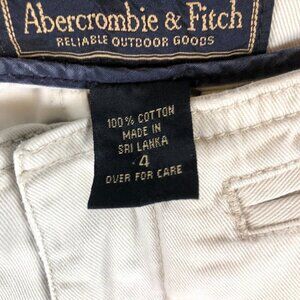 Abercrombie & Fitch
RELIABLE OUTDOOR GOODS
100% COTTON
MADE IN
SRI LANKA
4
OVER FOR CARE